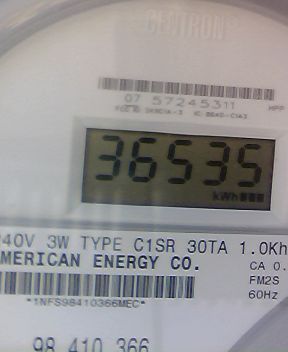 CENTRON
07 57245311
HPP
36535
kWh
240V 3W TYPE C1SR 30TA 1.0Kh
AMERICAN ENERGY CO.
CA 0.
FM2S
*1NFS98410366MEC*
60Hz
98 410 366